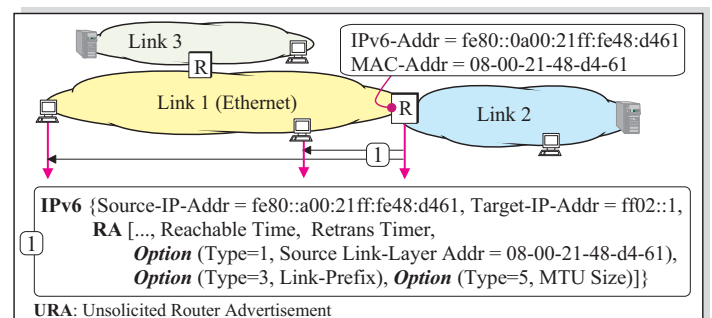 Link 3
IPv6-Addr = fe80::0a00:21ff:fe48:d461
MAC-Addr = 08-00-21-48-d4-61
R
Link 1 (Ethernet)
R
Link 2
1
IPv6 {Source-IP-Addr = fe80::a00:21ff:fe48:d461, Target-IP-Addr = ff02::1,
1
RA [..., Reachable Time, Retrans Timer,
Option (Type=1, Source Link-Layer Addr = 08-00-21-48-d4-61),
Option (Type=3, Link-Prefix), Option (Type=5, MTU Size)]}
URA: Unsolicited Router Advertisement